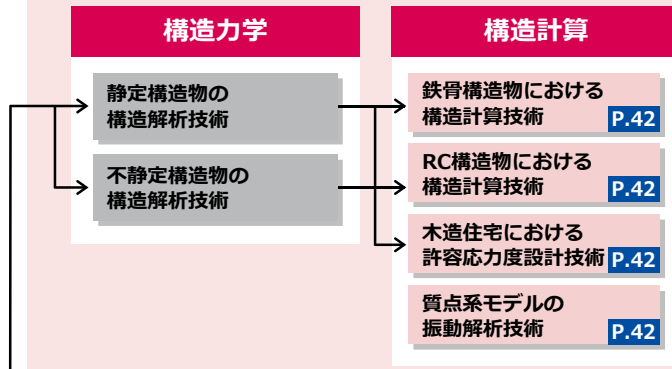 構造力学
静定構造物の
構造解析技術
不静定構造物の
構造解析技術
構造計算
鉄骨構造物における
構造計算技術 P.42
RC構造物における
構造計算技術 P.42
木造住宅における
許容応力度設計技術 P.42
質点系モデルの
振動解析技術 P.42